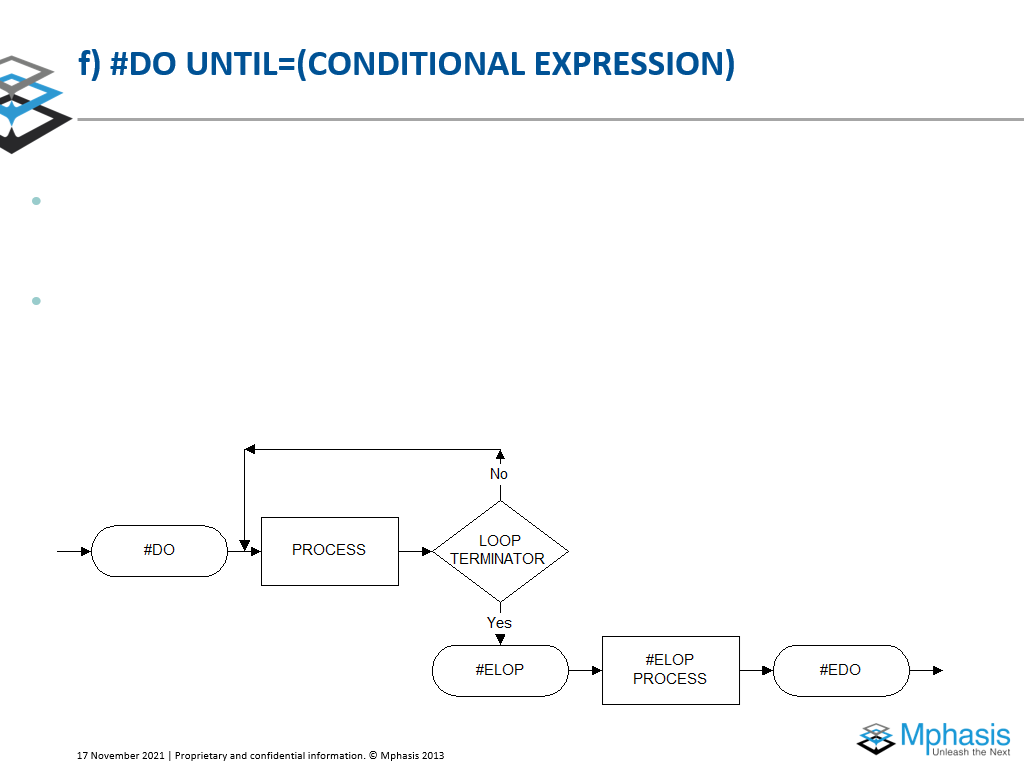 f) #DO UNTIL=(CONDITIONAL EXPRESSION)
No
#DO
PROCESS
LOOP
TERMINATOR
Yes
#ELOP
#ELOP
PROCESS
#EDO
17 November 2021 | Proprietary and confidential information. © Mphasis 2013
Mphasis
Unleash the Next